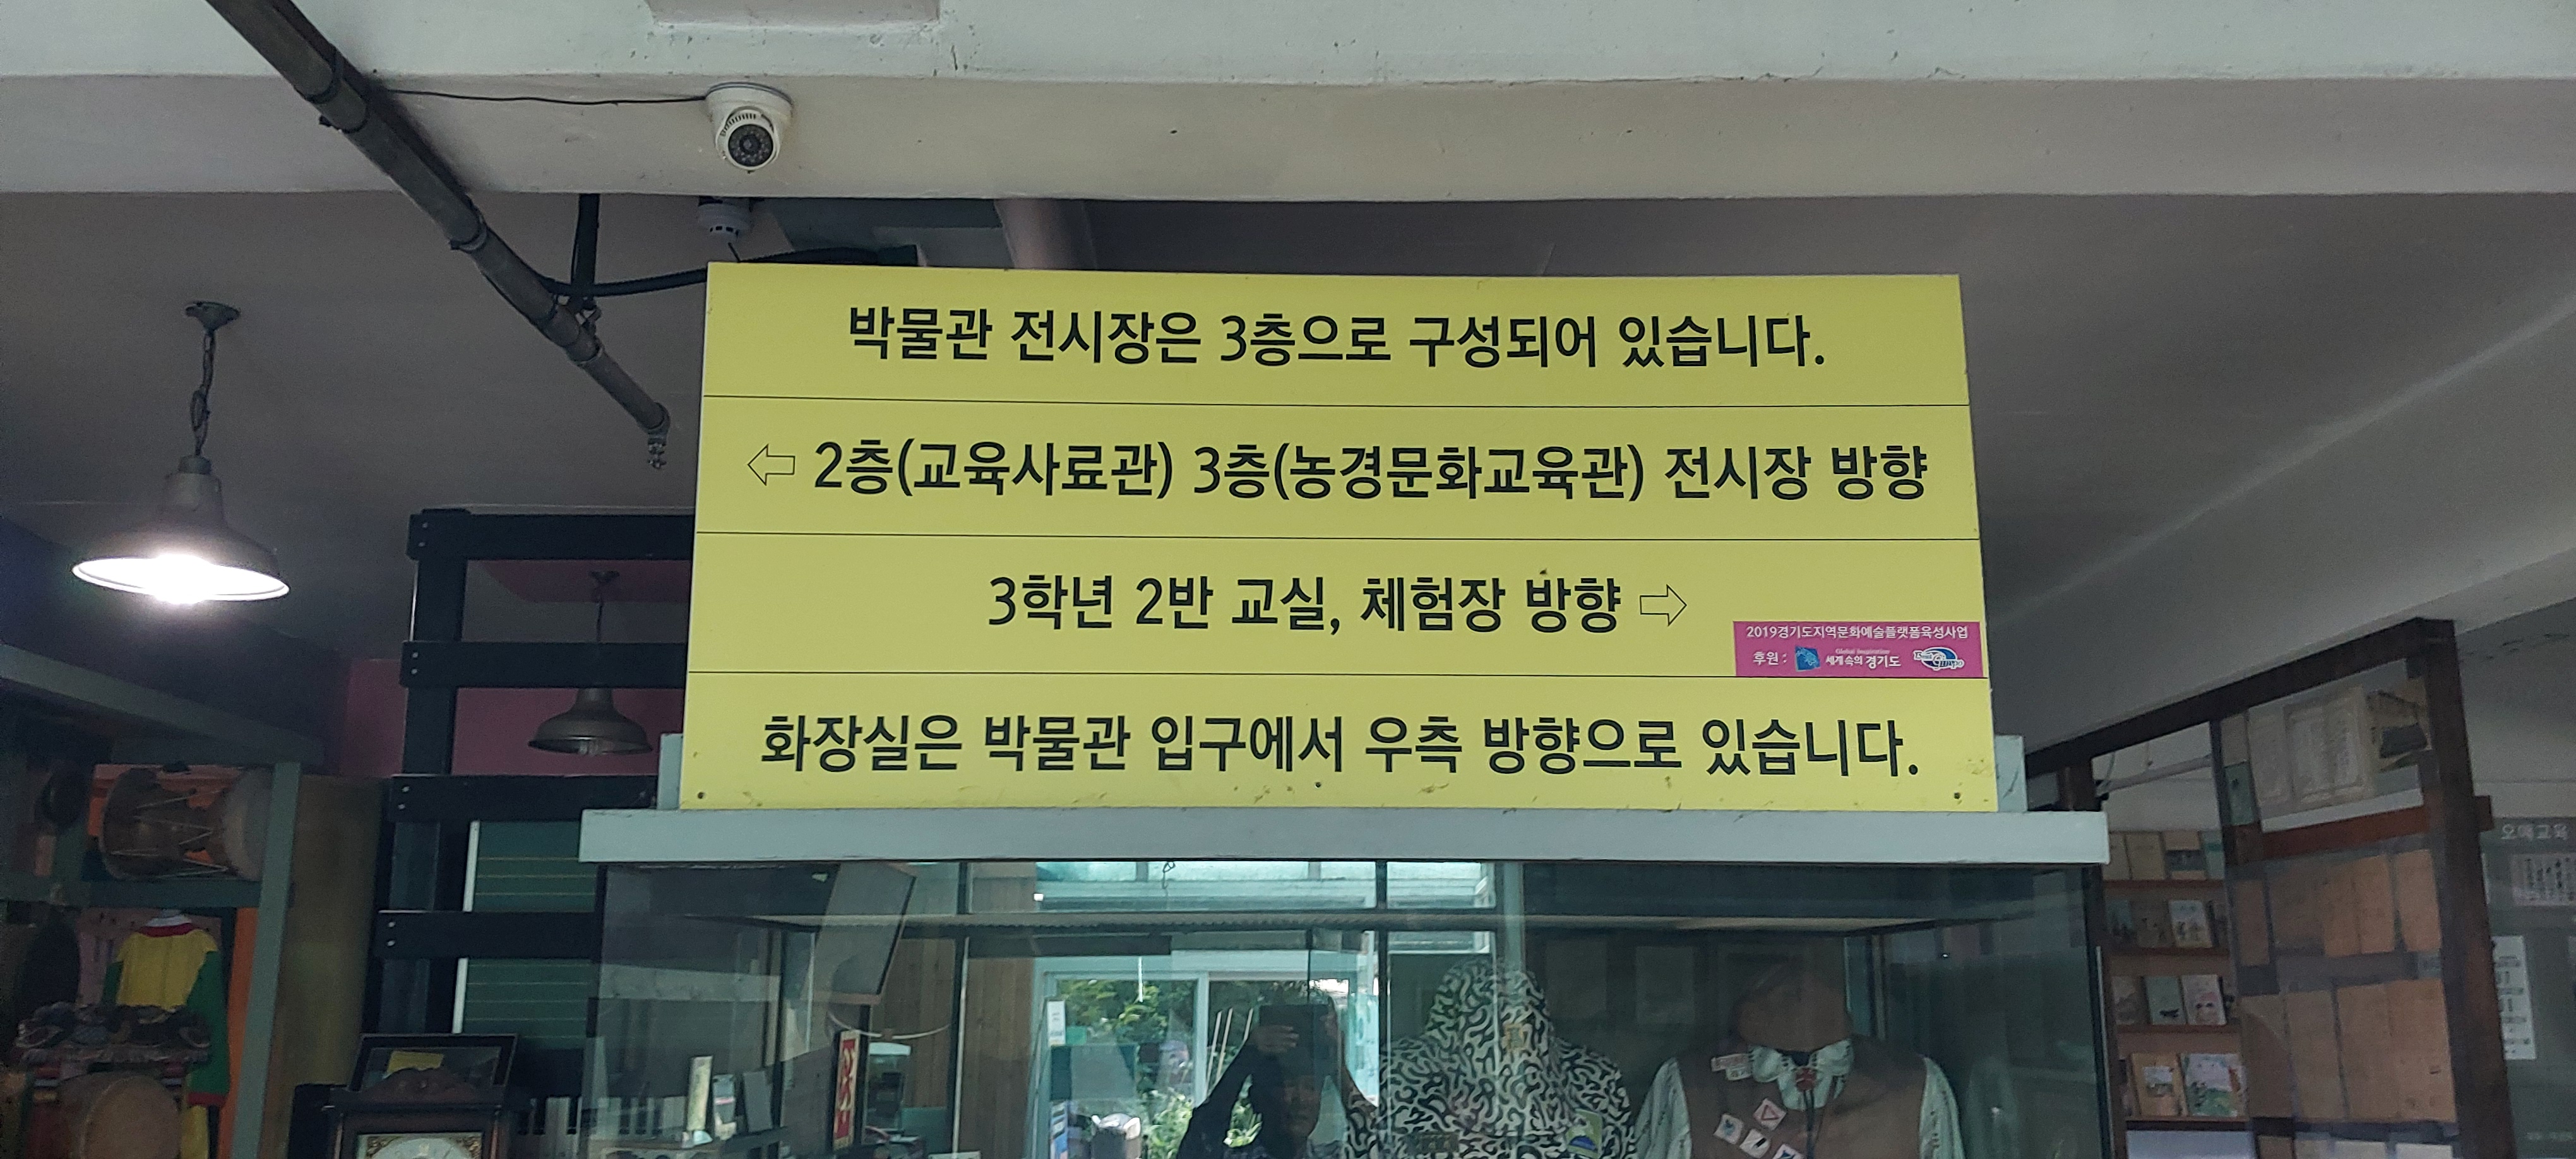 박물관 전시장은 3층으로 구성되어 있습니다.
⇦ 2층(교육사료관) 3층(농경문화교육관) 전시장 방향
3학년 2반 교실, 체험장 방향 ⇨
2019경기도지역문화예술플랫폼육성사업
후원 : Global Inspiration 세계속의 경기도
화장실은 박물관 입구에서 우측 방향으로 있습니다.